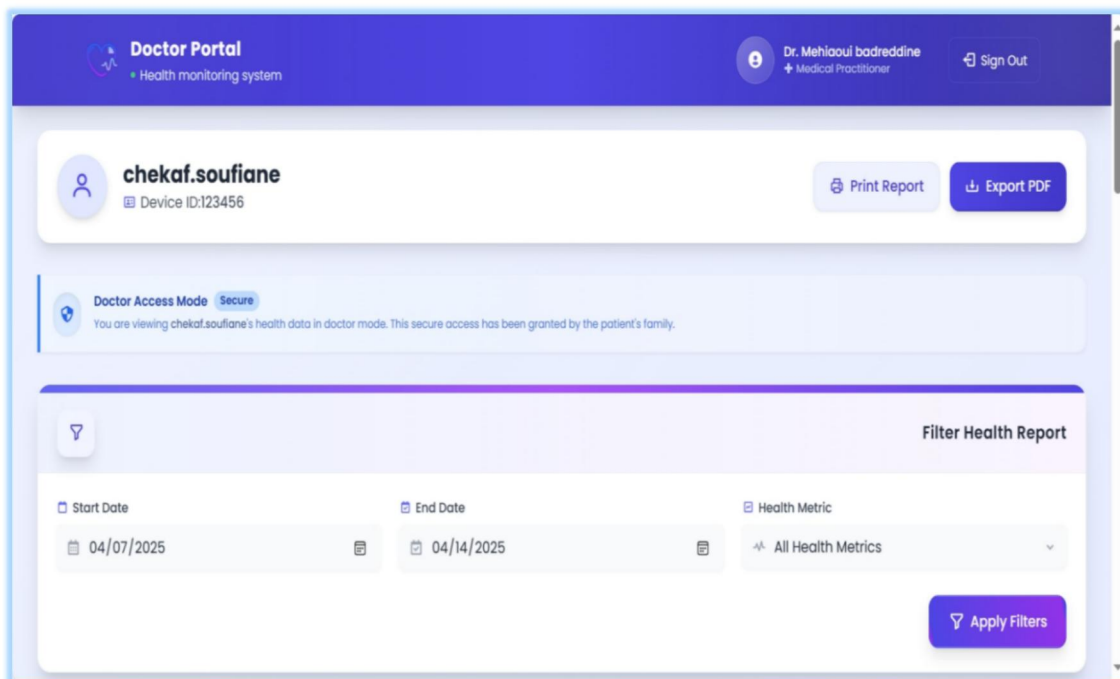 Doctor Portal
Health monitoring system
Dr. Mehiaoui badreddine
Medical Practitioner
Sign Out
chekaf.soufiane
Device ID:123456
Print Report
Export PDF
Doctor Access Mode Secure
You are viewing chekaf.soufiane's health data in doctor mode. This secure access has been granted by the patient's family.
Filter Health Report
Start Date
04/07/2025
End Date
04/14/2025
Health Metric
All Health Metrics
Apply Filters